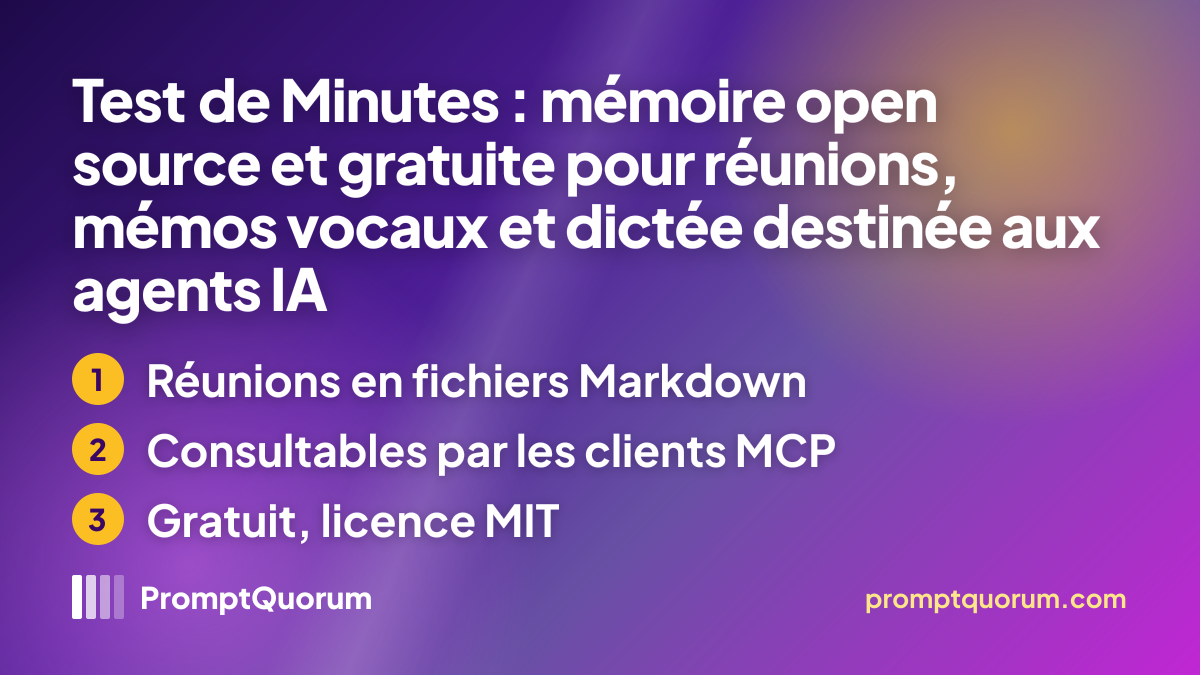 Test de Minutes : mémoire open
source et gratuite pour réunions,
mémos vocaux et dictée destinée aux
agents IA
1 Réunions en fichiers Markdown
2 Consultables par les clients MCP
3 Gratuit, licence MIT
PromptQuorum
promptquorum.com